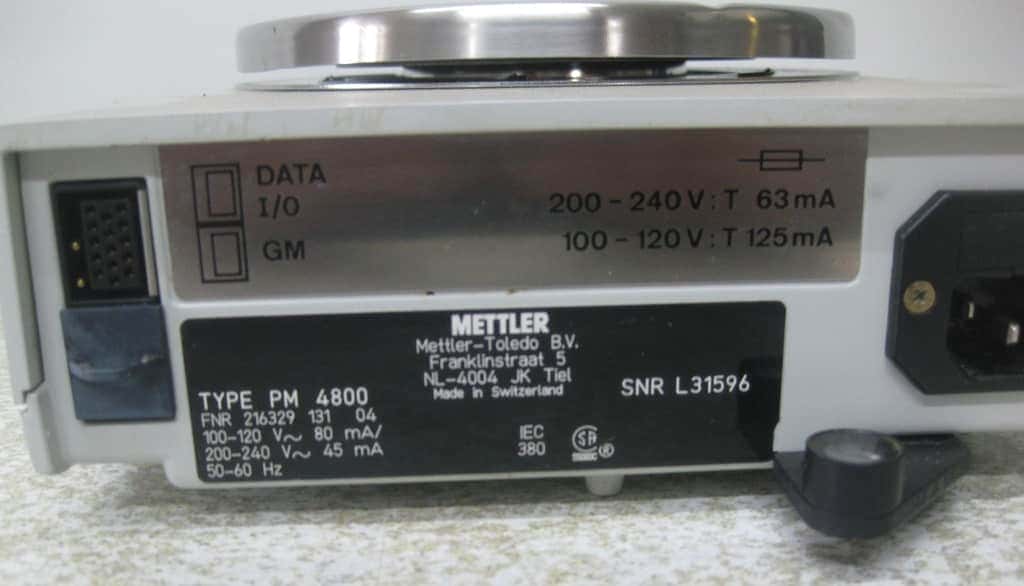 DATA
I/O
GM
200 – 240 V : T 63 mA
100 – 120 V : T 125 mA
METTLER
Mettler-Toledo B.V.
Franklinstraat 5
NL-4004 JK Tiel
Made in Switzerland
TYPE PM 4800
FNR 216329 131 04
100-120 V~ 80 mA/
200-240 V~ 45 mA
50-60 Hz
IEC
380
SNR L31596